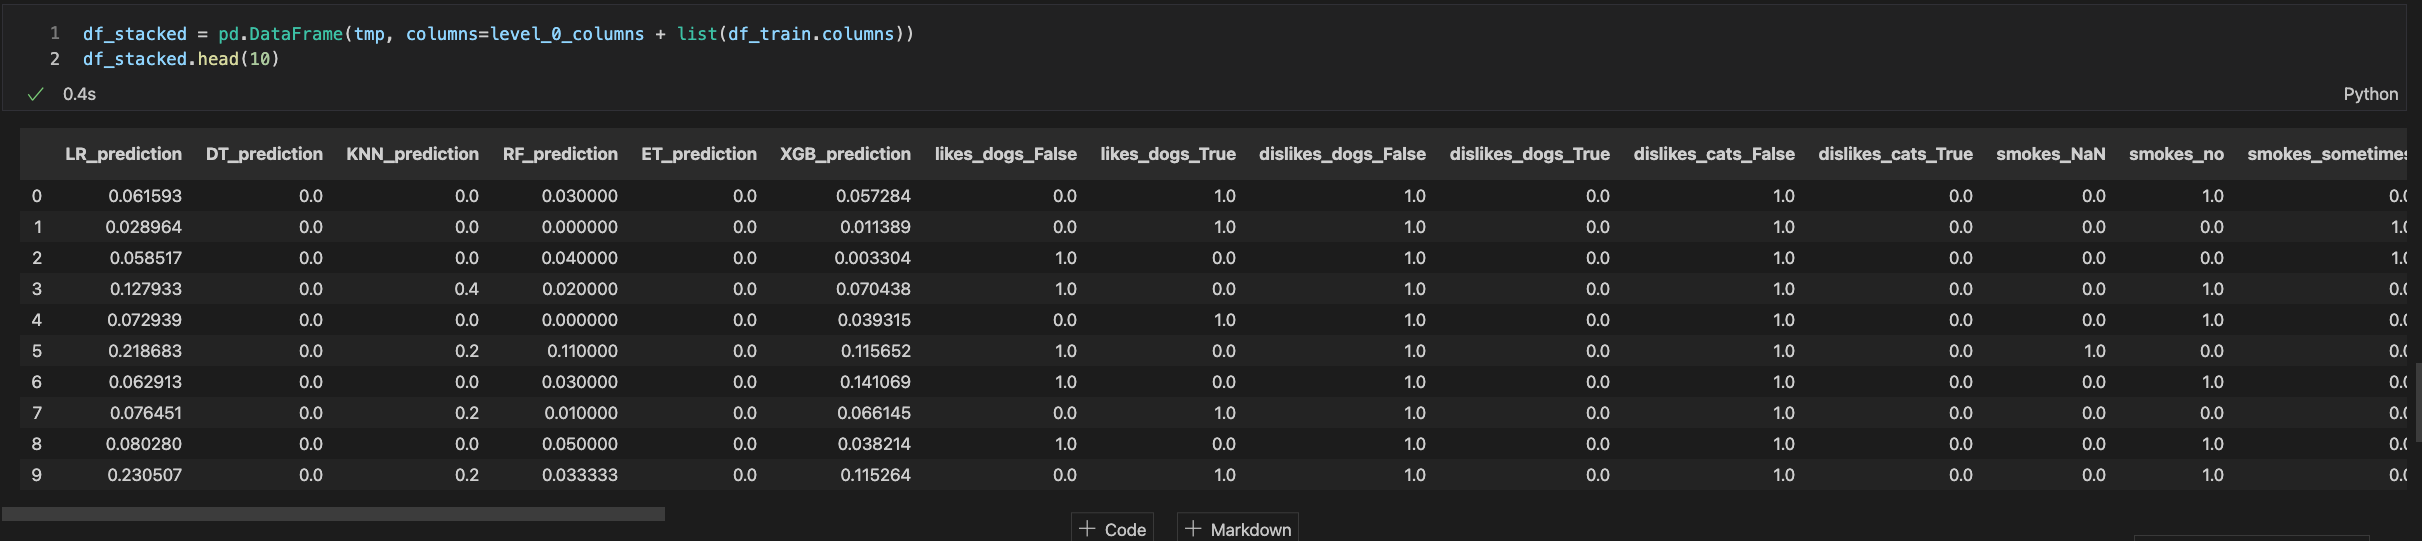 1 df_stacked = pd.DataFrame(tmp, columns=level_0_columns + list(df_train.columns))
2 df_stacked.head(10)
0.4s Python
LR_prediction DT_prediction KNN_prediction RF_prediction ET_prediction XGB_prediction likes_dogs_False likes_dogs_True dislikes_dogs_False dislikes_dogs_True dislikes_cats_False dislikes_cats_True smokes_NaN smokes_no smokes_sometimes
0 0.061593 0.0 0.0 0.030000 0.0 0.057284 0.0 1.0 1.0 0.0 1.0 0.0 0.0 1.0 0.0
1 0.028964 0.0 0.0 0.000000 0.0 0.011389 0.0 1.0 1.0 0.0 1.0 0.0 0.0 0.0 1.0
2 0.058517 0.0 0.0 0.040000 0.0 0.003304 1.0 0.0 1.0 0.0 1.0 0.0 0.0 0.0 1.0
3 0.127933 0.0 0.4 0.020000 0.0 0.070438 1.0 0.0 1.0 0.0 1.0 0.0 0.0 1.0 0.0
4 0.072939 0.0 0.0 0.000000 0.0 0.039315 0.0 1.0 1.0 0.0 1.0 0.0 0.0 1.0 0.0
5 0.218683 0.0 0.2 0.110000 0.0 0.115652 1.0 0.0 1.0 0.0 1.0 0.0 1.0 0.0 0.0
6 0.062913 0.0 0.0 0.030000 0.0 0.141069 1.0 0.0 1.0 0.0 1.0 0.0 0.0 1.0 0.0
7 0.076451 0.0 0.2 0.010000 0.0 0.066145 0.0 1.0 1.0 0.0 1.0 0.0 0.0 1.0 0.0
8 0.080280 0.0 0.0 0.050000 0.0 0.038214 1.0 0.0 1.0 0.0 1.0 0.0 0.0 1.0 0.0
9 0.230507 0.0 0.2 0.033333 0.0 0.115264 0.0 1.0 1.0 0.0 1.0 0.0 0.0 1.0 0.0
+ Code + Markdown